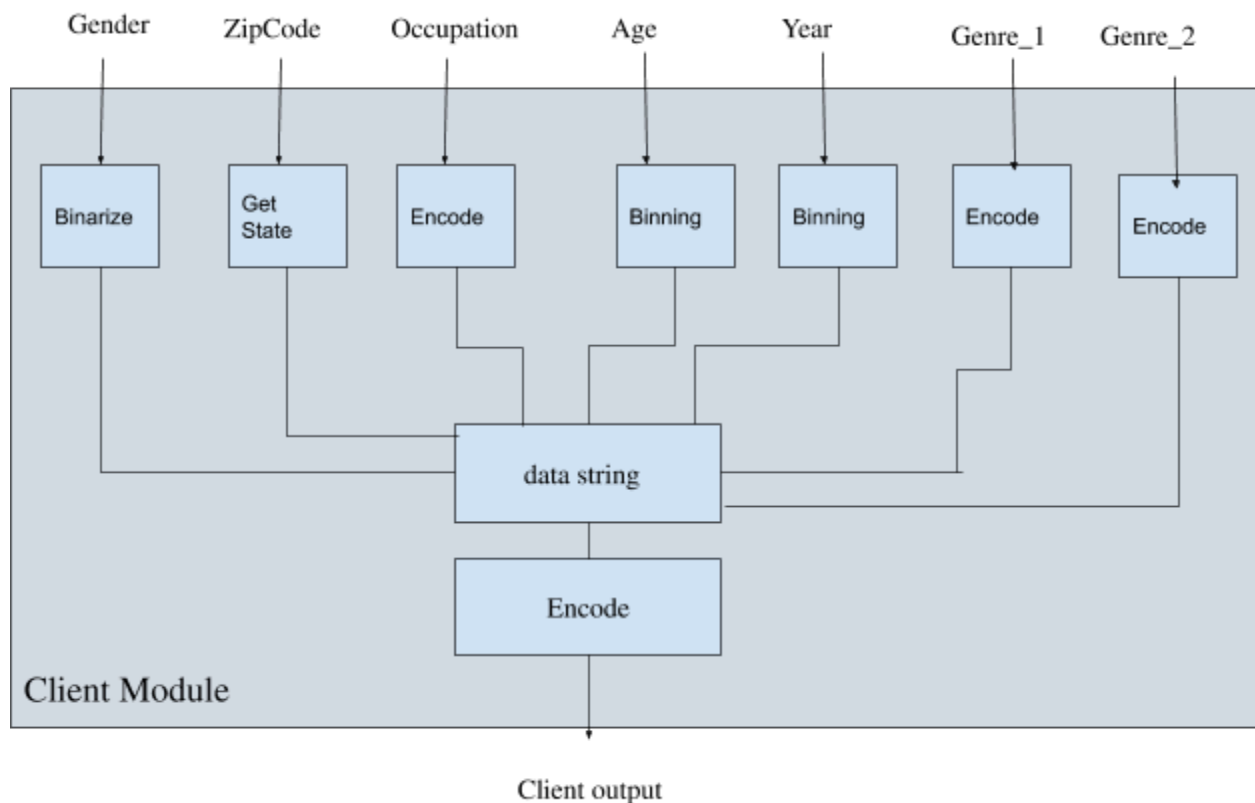 Gender
ZipCode
Occupation
Age
Year
Genre_1
Genre_2
Binarize
Get
State
Encode
Binning
Binning
Encode
Encode
data string
Encode
Client Module
Client output